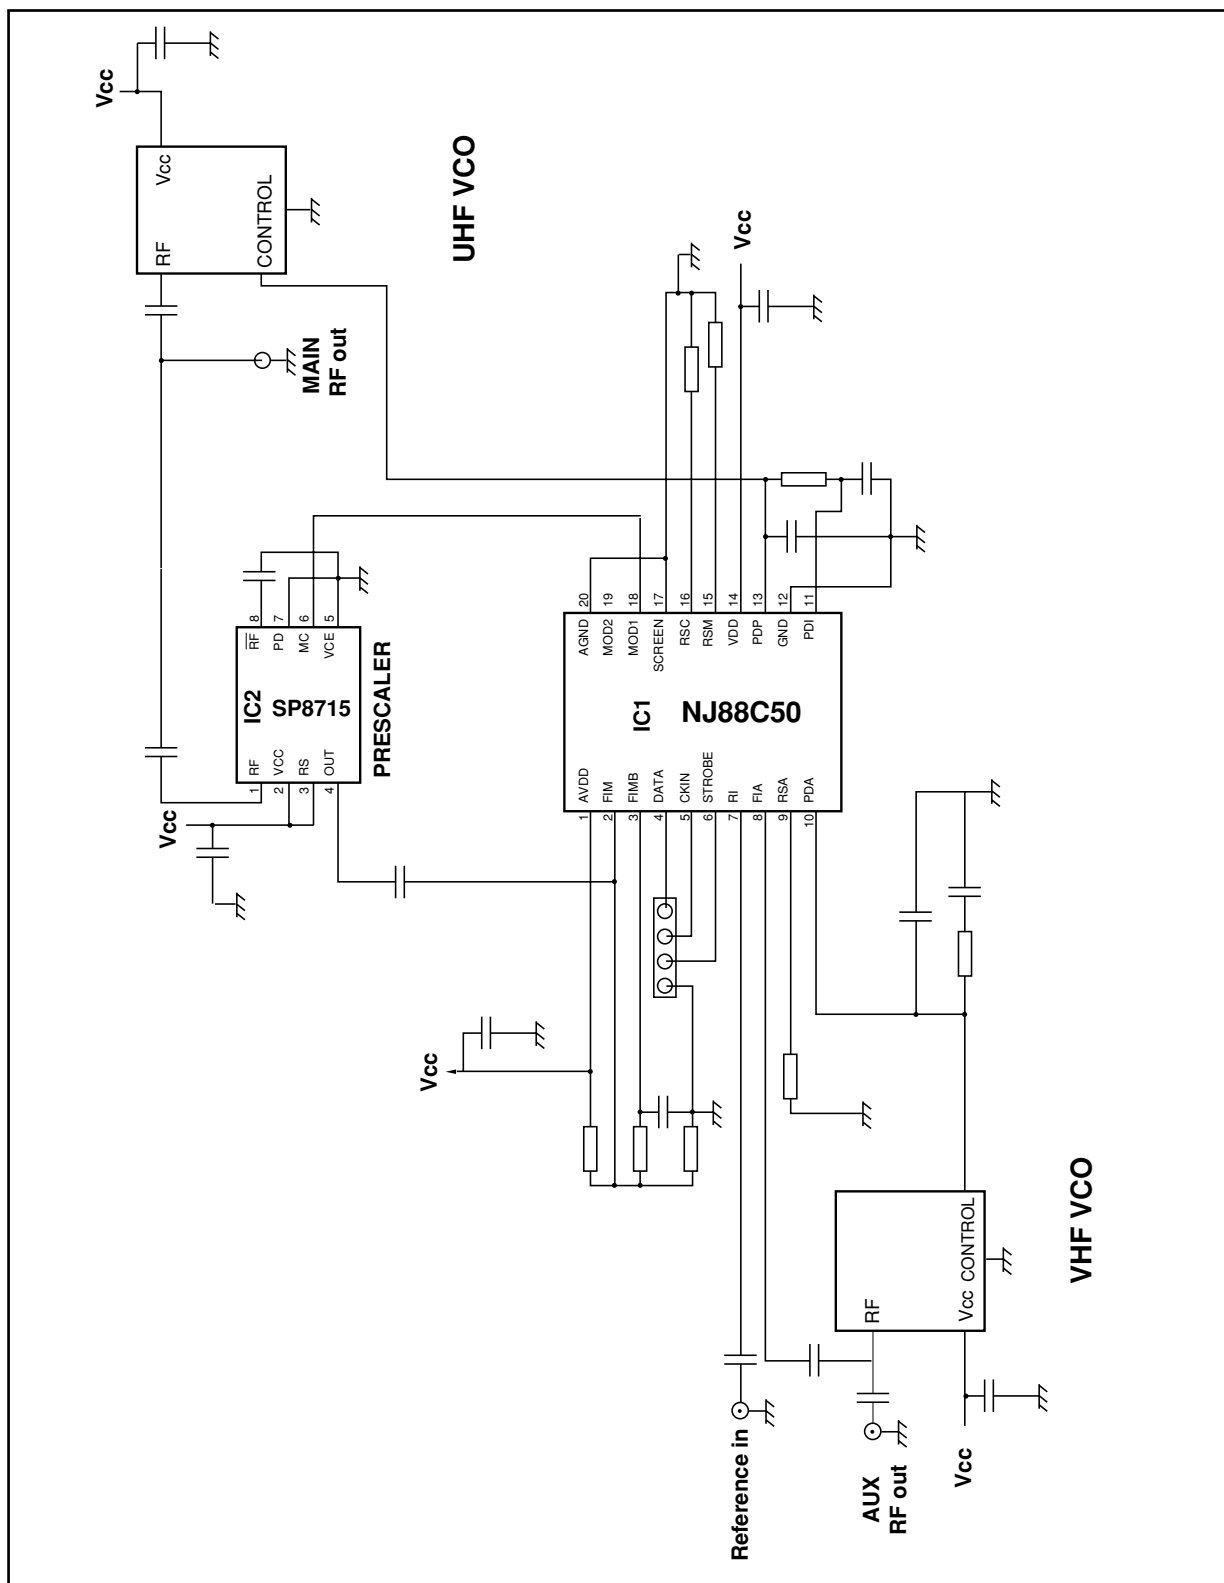 Vcc
RF
Vcc
CONTROL
UHF VCO
MAIN
RF out
Vcc
1
2
3
4
RF
VCC
RS
OUT
IC2
SP8715
RF
PD
MC
VCE
8
7
6
5
PRESCALER
Vcc
Vcc
1
2
3
4
5
6
7
8
9
10
AVDD
FIM
FIMB
DATA
CKIN
STROBE
RI
FIA
RSA
PDA
IC1
NJ88C50
AGND
MOD2
MOD1
SCREEN
RSC
RSM
VDD
PDP
GND
PDI
20
19
18
17
16
15
14
13
12
11
Vcc
Reference in
AUX
RF out
RF
Vcc CONTROL
Vcc
VHF VCO